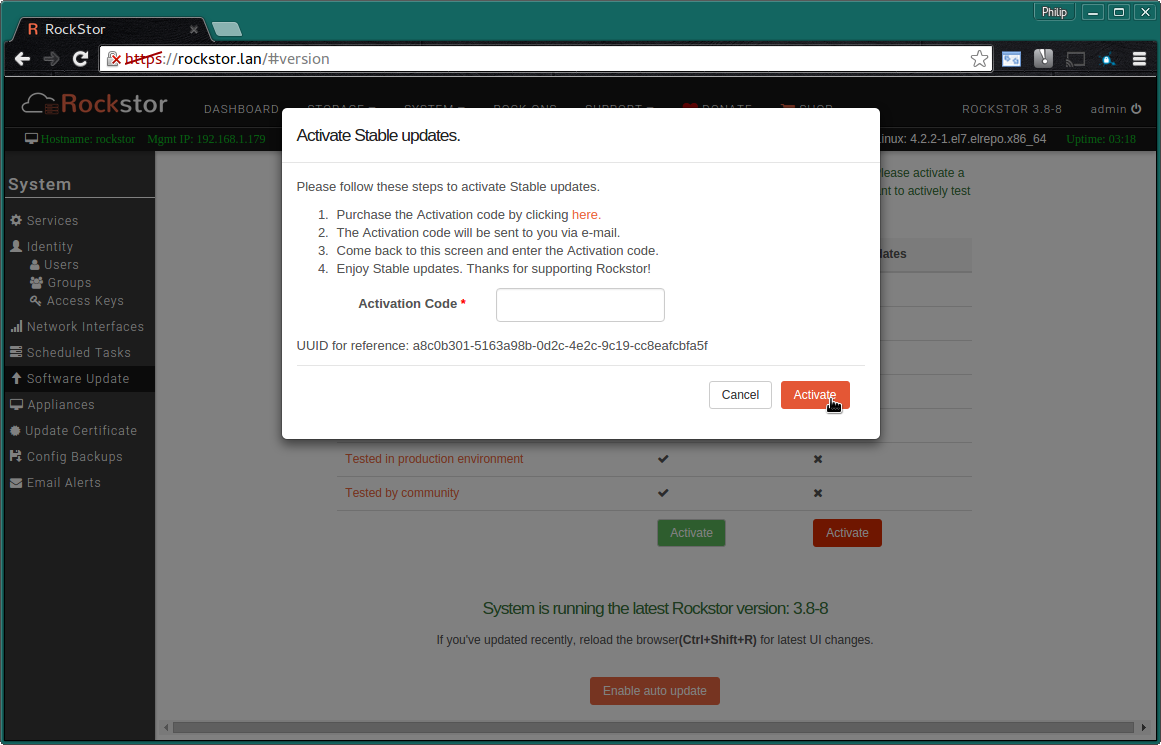 Philip
R RockStor
https://rockstor.lan/#version
Rockstor
DASHBOARD STORAGE SYSTEM ROCK-ONS SUPPORT DONATE SHOP ROCKSTOR 3.8-8 admin
Hostname: rockstor Mgmt IP: 192.168.1.179 inux: 4.2.2-1.el7.elrepo.x86_64 Uptime: 03:18
System
Services
Identity
Users
Groups
Access Keys
Network Interfaces
Scheduled Tasks
Software Update
Appliances
Update Certificate
Config Backups
Email Alerts
lease activate a
nt to actively test
lates
Activate Stable updates.
Please follow these steps to activate Stable updates.
1. Purchase the Activation code by clicking here.
2. The Activation code will be sent to you via e-mail.
3. Come back to this screen and enter the Activation code.
4. Enjoy Stable updates. Thanks for supporting Rockstor!
Activation Code *
UUID for reference: a8c0b301-5163a98b-0d2c-4e2c-9c19-cc8eafcbfa5f
Cancel Activate
Tested in production environment
Tested by community
Activate Activate
System is running the latest Rockstor version: 3.8-8
If you've updated recently, reload the browser(Ctrl+Shift+R) for latest UI changes.
Enable auto update